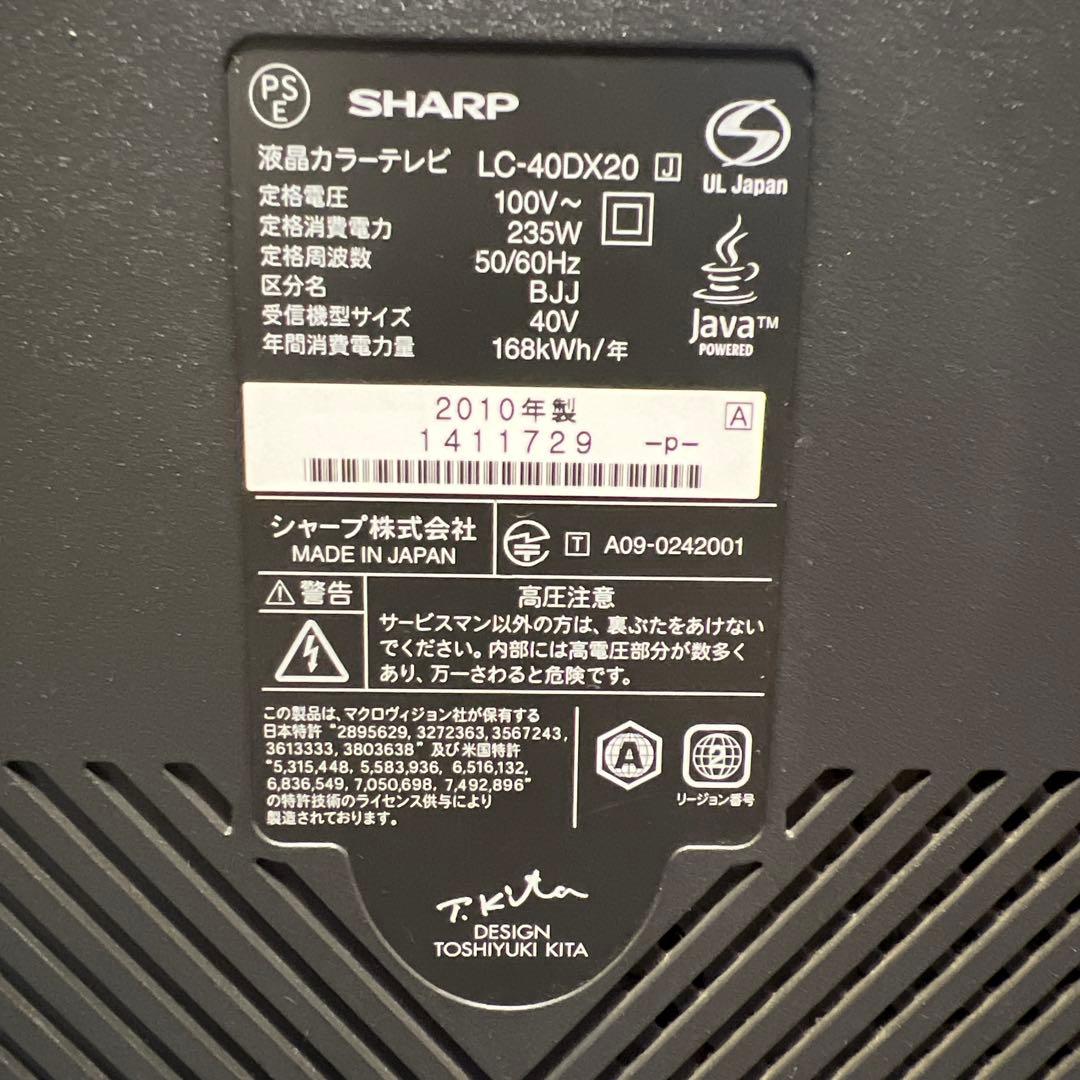 PSE
SHARP
UL Japan
液晶カラーテレビ LC-40DX20 J
定格電圧 100V~
定格消費電力 235W
定格周波数 50/60Hz
区分名 BJJ
受信機型サイズ 40V
年間消費電力量 168kWh/年
Java™
POWERED
2010年製 A
1411729 -p-
シャープ株式会社
MADE IN JAPAN
T A09-0242001
警告
高圧注意
サービスマン以外の方は、裏ぶたをあけない
でください。内部には高電圧部分が数多く
あり、万一さわると危険です。
この製品は、マクロヴィジョン社が保有する
日本特許 "2895629, 3272363, 3567243,
3613333, 3803638" 及び米国特許
"5,315,448, 5,583,936, 6,516,132,
6,836,549, 7,050,698, 7,492,896"
の特許技術のライセンス供与により
製造されております。
A
2
リージョン番号
T.Kita
DESIGN
TOSHIYUKI KITA